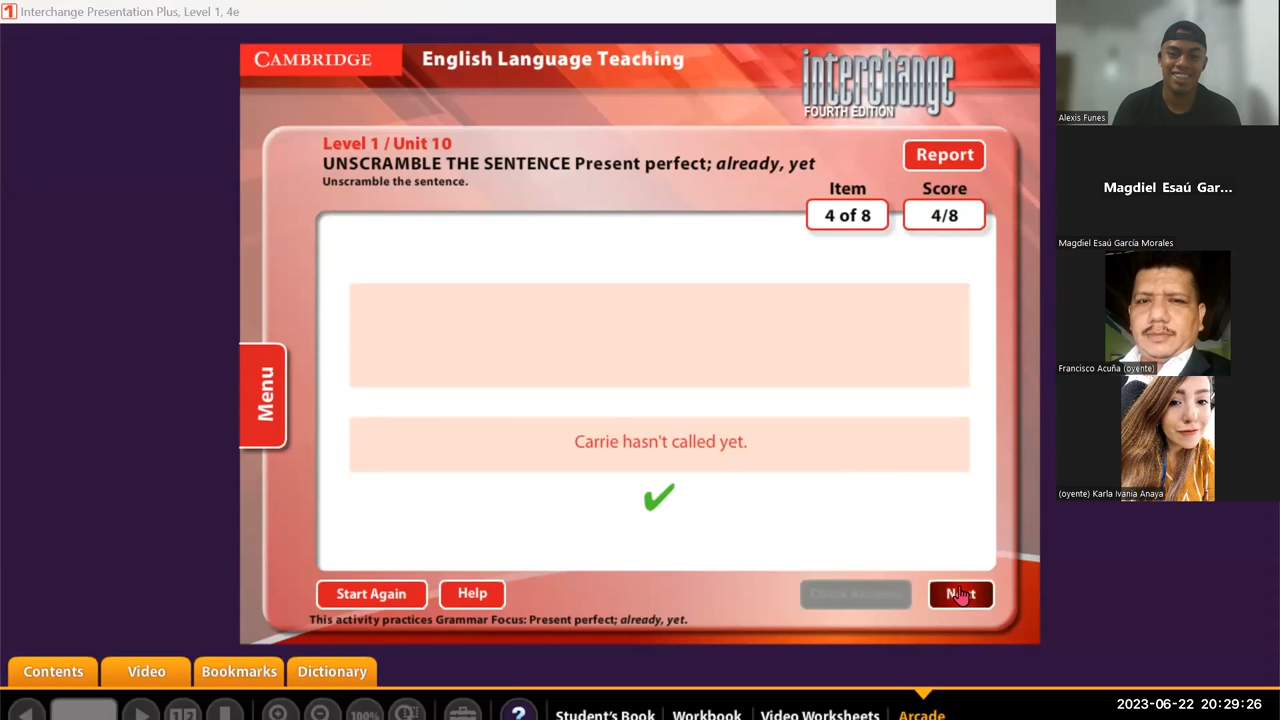 Interchange Presentation Plus, Level 1, 4e
CAMBRIDGE
English Language Teaching
interchange
FOURTH EDITION
Level 1 / Unit 10
UNSCRAMBLE THE SENTENCE Present perfect; already, yet
Unscramble the sentence.
Report
Item
Score
4 of 8
4/8
Menu
Carrie hasn't called yet.
Start Again
Help
Check Answer
Next
This activity practices Grammar Focus: Present perfect; already, yet.
Contents
Video
Bookmarks
Dictionary
100%
?
Student's Book
Workbook
Video Worksheets
Arcade
Alexis Funes
Magdiel Esaú Gar...
Magdiel Esaú García Morales
Francisco Acuña (oyente)
(oyente) Karla Ivania Anaya
2023-06-22 20:29:26